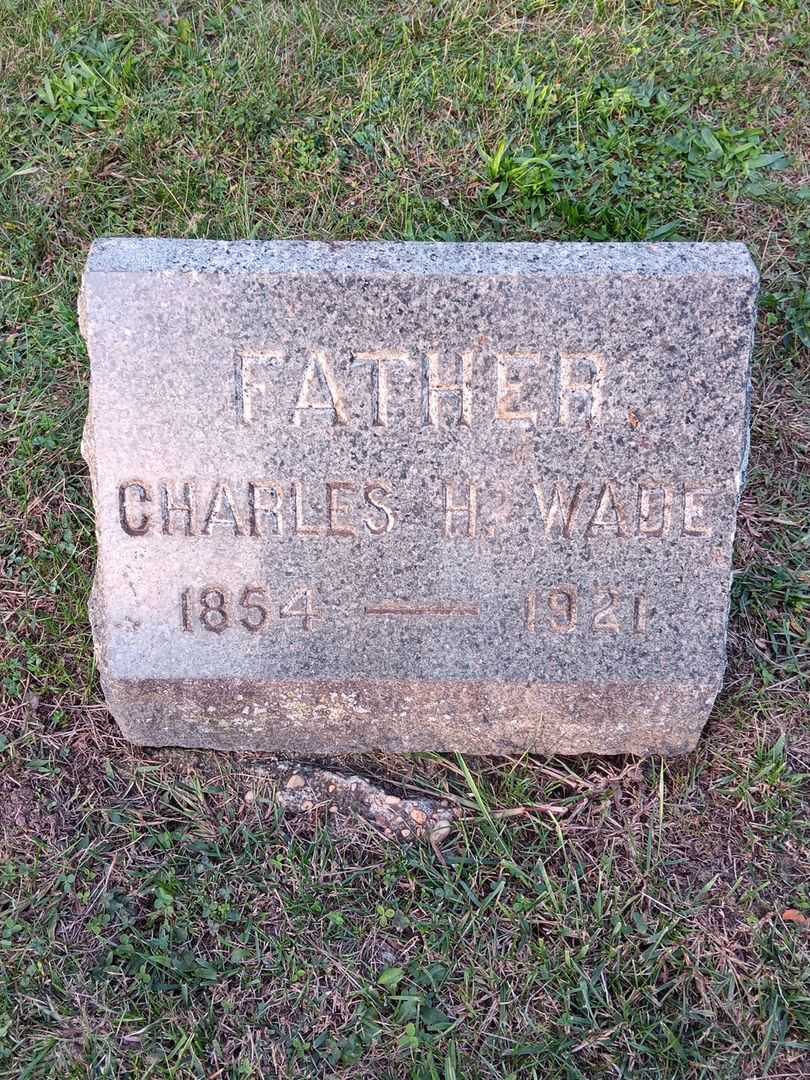 FATHER.
CHARLES H. WADE
1854 — 1921